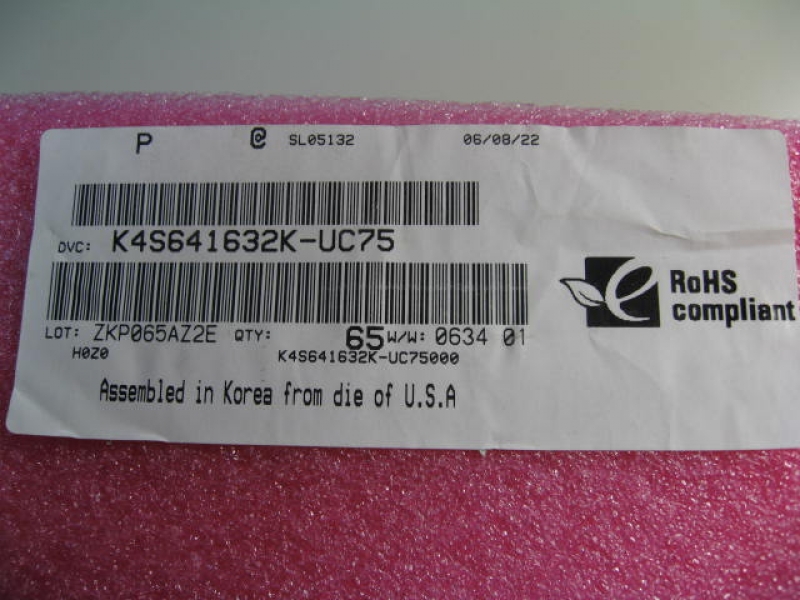 P @ SL05132 06/08/22
DVC: K4S641632K-UC75
RoHS
compliant
LOT: ZKP065AZ2E QTY: 65 W/W: 0634 01
H0Z0 K4S641632K-UC75000
Assembled in Korea from die of U.S.A